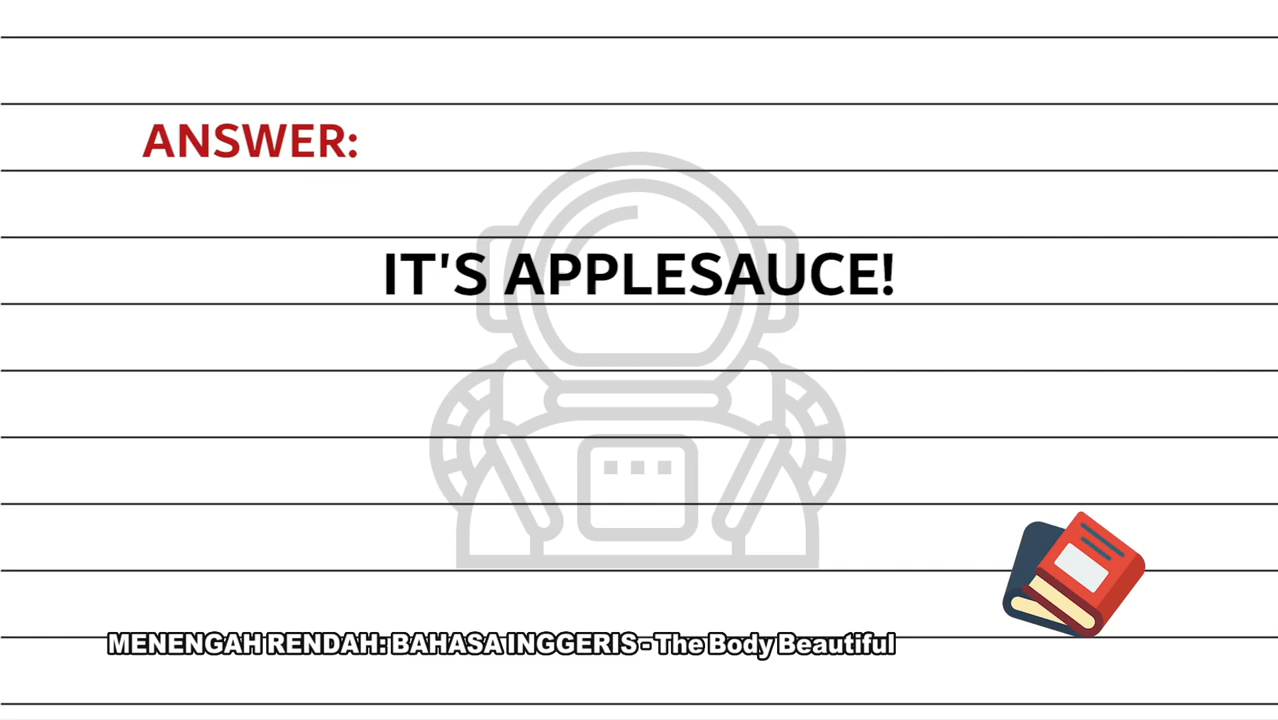 ANSWER:
IT'S APPLESAUCE!
MENENGAH RENDAH: BAHASA INGGERIS - The Body Beautiful